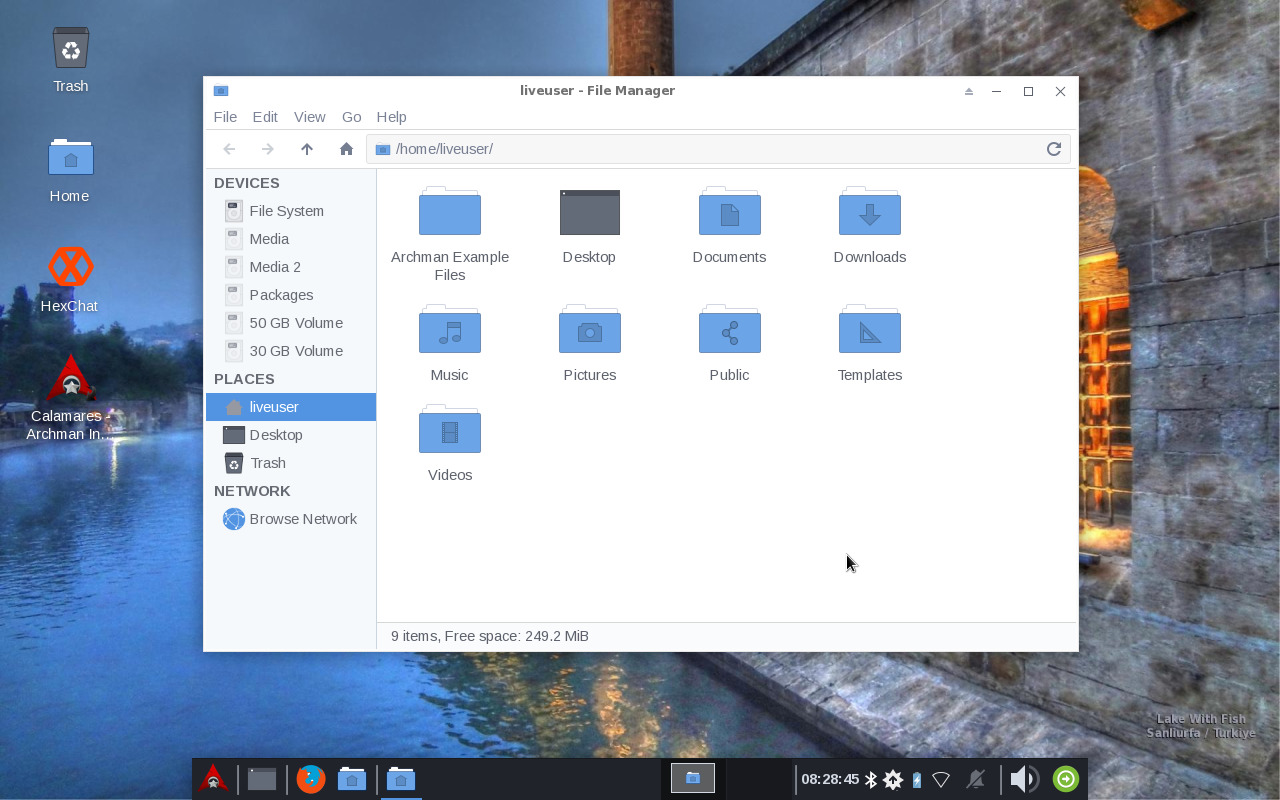 Trash
Home
HexChat
Calamares -
Archman In...
liveuser - File Manager
File Edit View Go Help
/home/liveuser/
DEVICES
File System
Media
Media 2
Packages
50 GB Volume
30 GB Volume
PLACES
liveuser
Desktop
Trash
NETWORK
Browse Network
Archman Example
Files
Desktop
Documents
Downloads
Music
Pictures
Public
Templates
Videos
9 items, Free space: 249.2 MiB
Lake With Fish
Sanliurfa / Turkiye
08:28:45